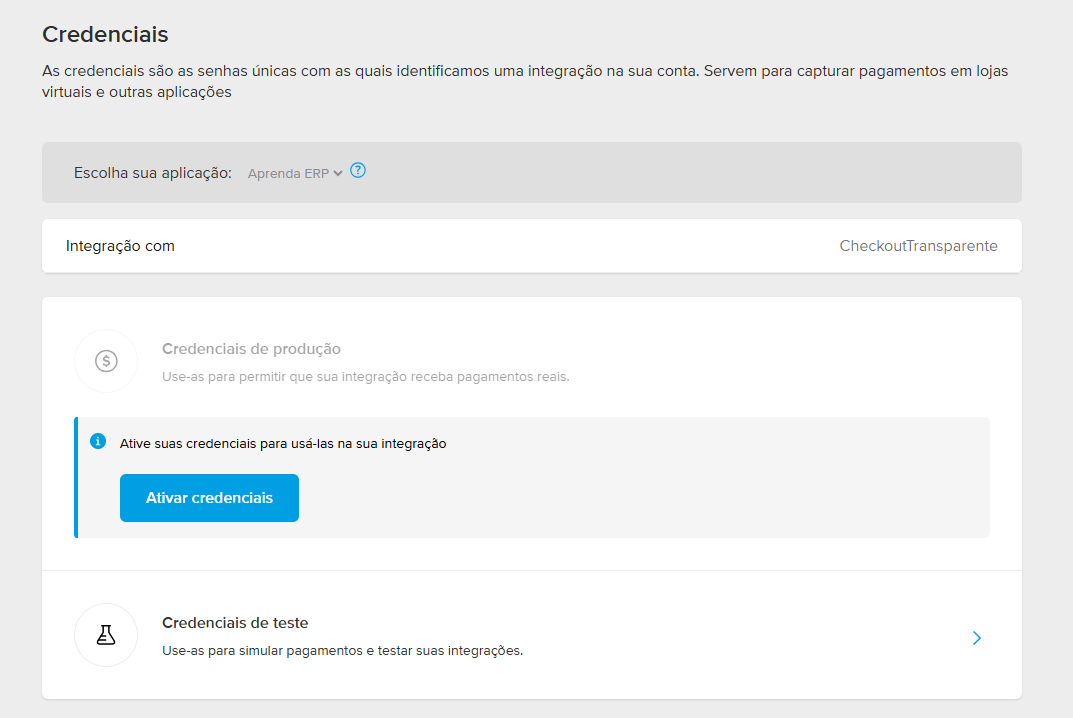 Credenciais
As credenciais são as senhas únicas com as quais identificamos uma integração na sua conta. Servem para capturar pagamentos em lojas
virtuais e outras aplicações
Escolha sua aplicação: Aprenda ERP ?
Integração com CheckoutTransparente
$
Credenciais de produção
Use-as para permitir que sua integração receba pagamentos reais.
i Ative suas credenciais para usá-las na sua integração
Ativar credenciais
Credenciais de teste
Use-as para simular pagamentos e testar suas integrações.